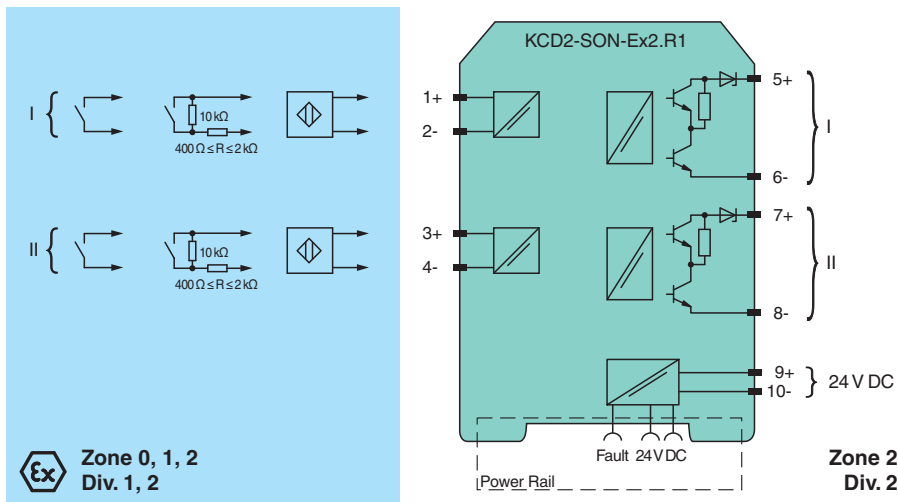 KCD2-SON-Ex2.R1
I
10 kΩ
400 Ω ≤ R ≤ 2 kΩ
1+
2-
5+
6-
I
II
10 kΩ
400 Ω ≤ R ≤ 2 kΩ
3+
4-
7+
8-
II
9+
10-
24 V DC
Fault 24 V DC
Power Rail
Ex
Zone 0, 1, 2
Div. 1, 2
Zone 2
Div. 2